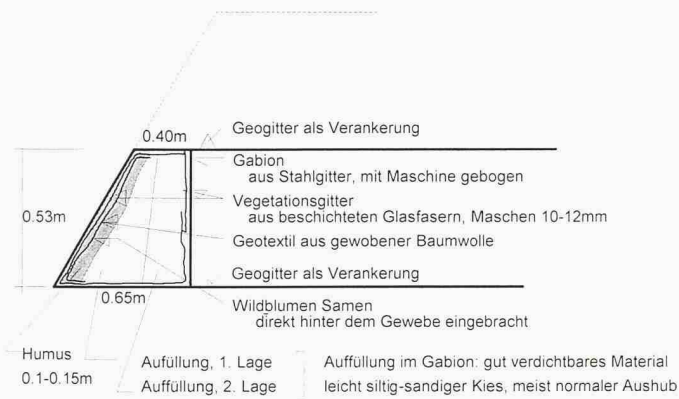 0.40m
Geogitter als Verankerung
Gabion
aus Stahlgitter, mit Maschine gebogen
Vegetationsgitter
aus beschichteten Glasfasern, Maschen 10-12mm
0.53m
Geotextil aus gewobener Baumwolle
Geogitter als Verankerung
0.65m
Wildblumen Samen
direkt hinter dem Gewebe eingebracht
Humus
0.1-0.15m
Aufüllung, 1. Lage
Auffüllung, 2. Lage
Auffüllung im Gabion: gut verdichtbares Material
leicht siltig-sandiger Kies, meist normaler Aushub